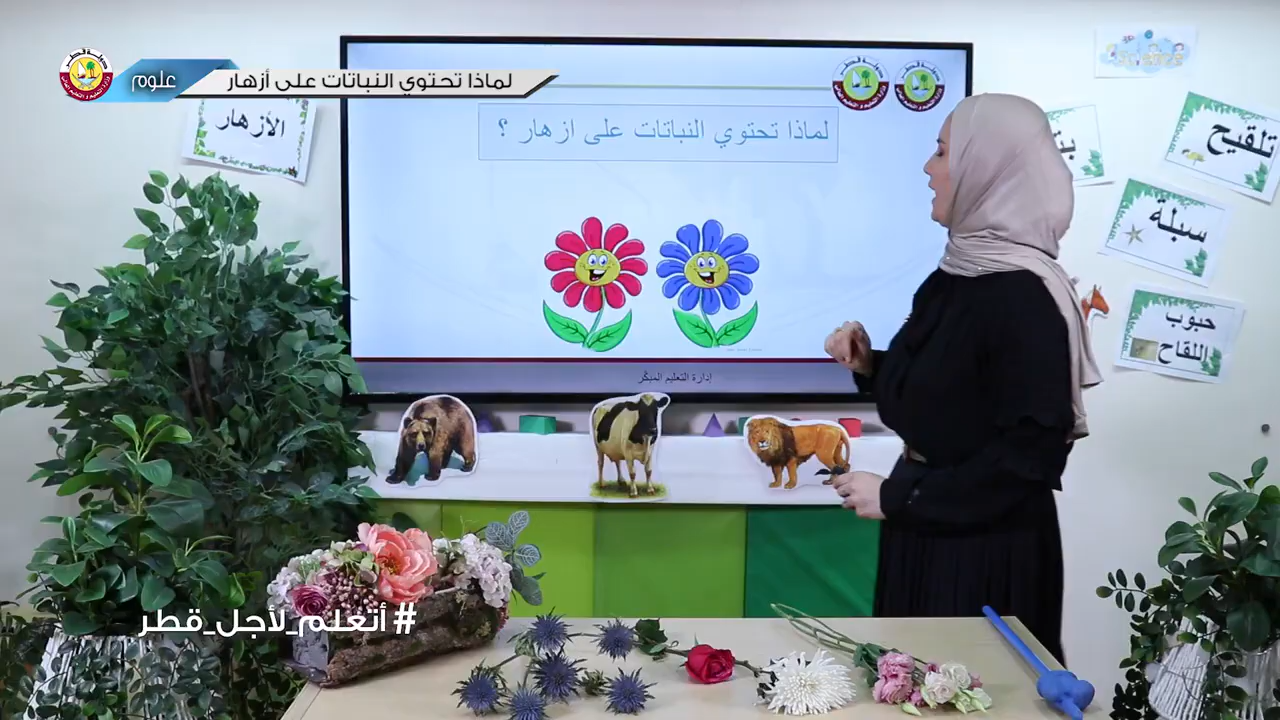 علوم
لماذا تحتوي النباتات على أزهار
لماذا تحتوي النباتات على ازهار ؟
الأزهار
تلقيح
سبلة
حبوب
اللقاح
إدارة التعليم المبكّر
#أتعلم_لأجل_قطر